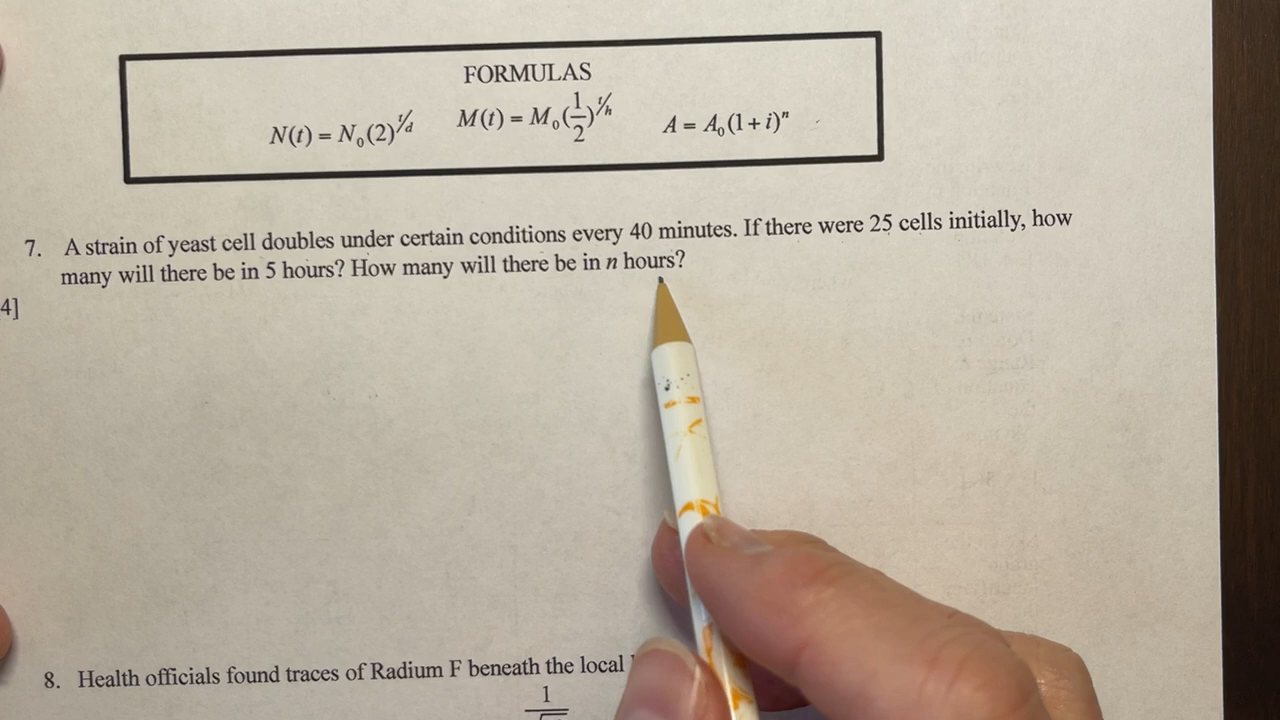 FORMULAS
N(t) = N₀(2)^{t/d} M(t) = M₀(1/2)^{t/h} A = A₀(1+i)ⁿ
7. A strain of yeast cell doubles under certain conditions every 40 minutes. If there were 25 cells initially, how
many will there be in 5 hours? How many will there be in n hours?
4]
8. Health officials found traces of Radium F beneath the local
1